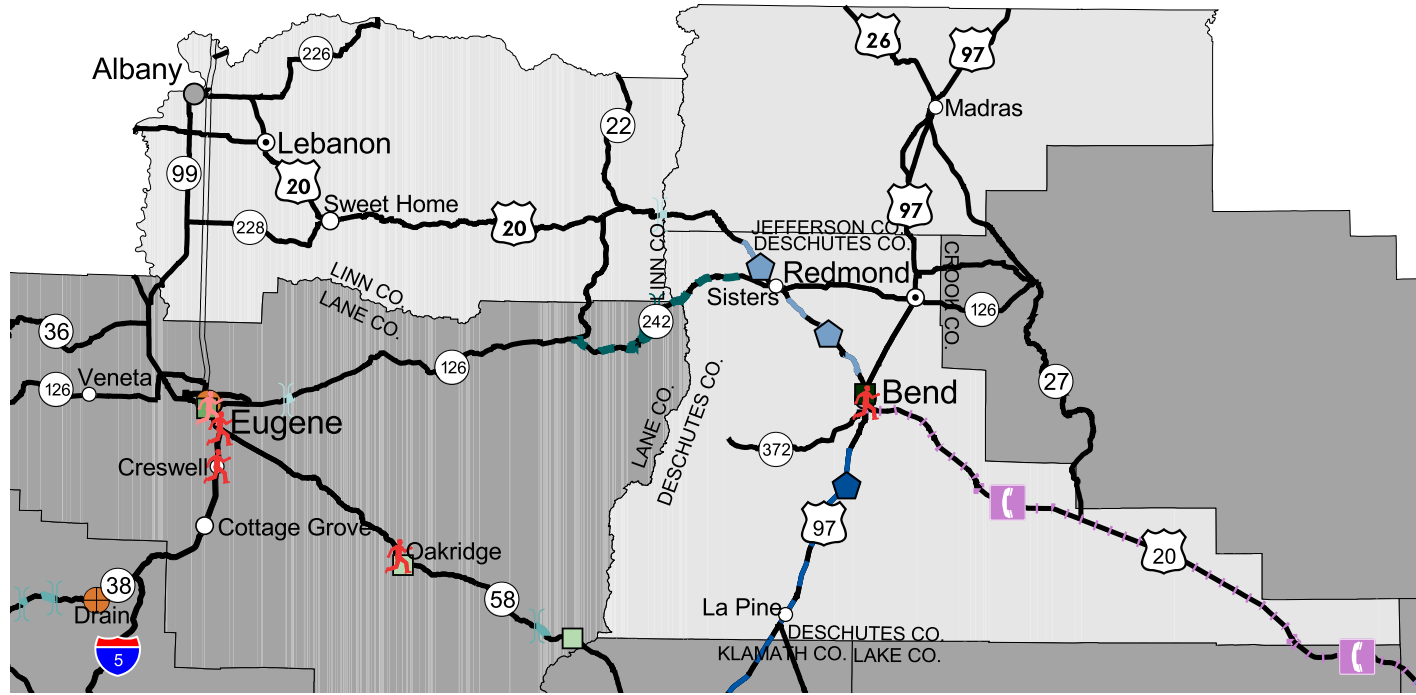 26
97
226
Albany
Madras
22
Lebanon
99
20
97
Sweet Home
228
20
JEFFERSON CO.
DESCHUTES CO.
LINN CO.
CROOK CO.
LINN CO.
LANE CO.
Redmond
Sisters
126
242
36
126
Veneta
126
27
Bend
Eugene
LANE CO.
DESCHUTES CO.
372
Creswell
97
Cottage Grove
Oakridge
20
38
Drain
58
La Pine
5
DESCHUTES CO.
KLAMATH CO.
LAKE CO.